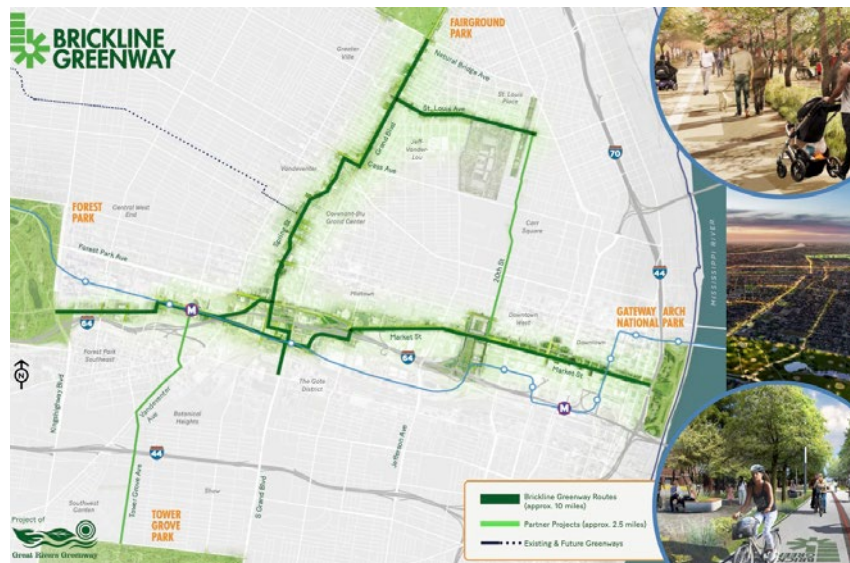 BRICKLINE
GREENWAY
FAIRGROUND
PARK
Greater
Ville
Natural Bridge Ave
St. Louis
Place
St. Louis Ave
Grand Blvd
Jeff
Vander
Lou
Cass Ave
Vandeventer
70
FOREST
PARK
Central West
End
Covenant-Blu
Grand Center
Spring St
Carr
Square
Forest Park Ave
20th St
44
MISSISSIPPI RIVER
Midtown
M
Downtown
West
GATEWAY ARCH
NATIONAL PARK
64
Market St
Downtown
64
Forest Park
Southeast
Market St
N
The Gate
District
M
Kingshighway Blvd
Vandeventer
Ave
Botanical
Heights
Jefferson Ave
44
Tower Grove Ave
S Grand Blvd
Shaw
Southwest
Garden
TOWER
GROVE
PARK
Project of
Great Rivers Greenway
Brickline Greenway Routes
(approx. 10 miles)
Partner Projects (approx. 2.5 miles)
Existing & Future Greenways